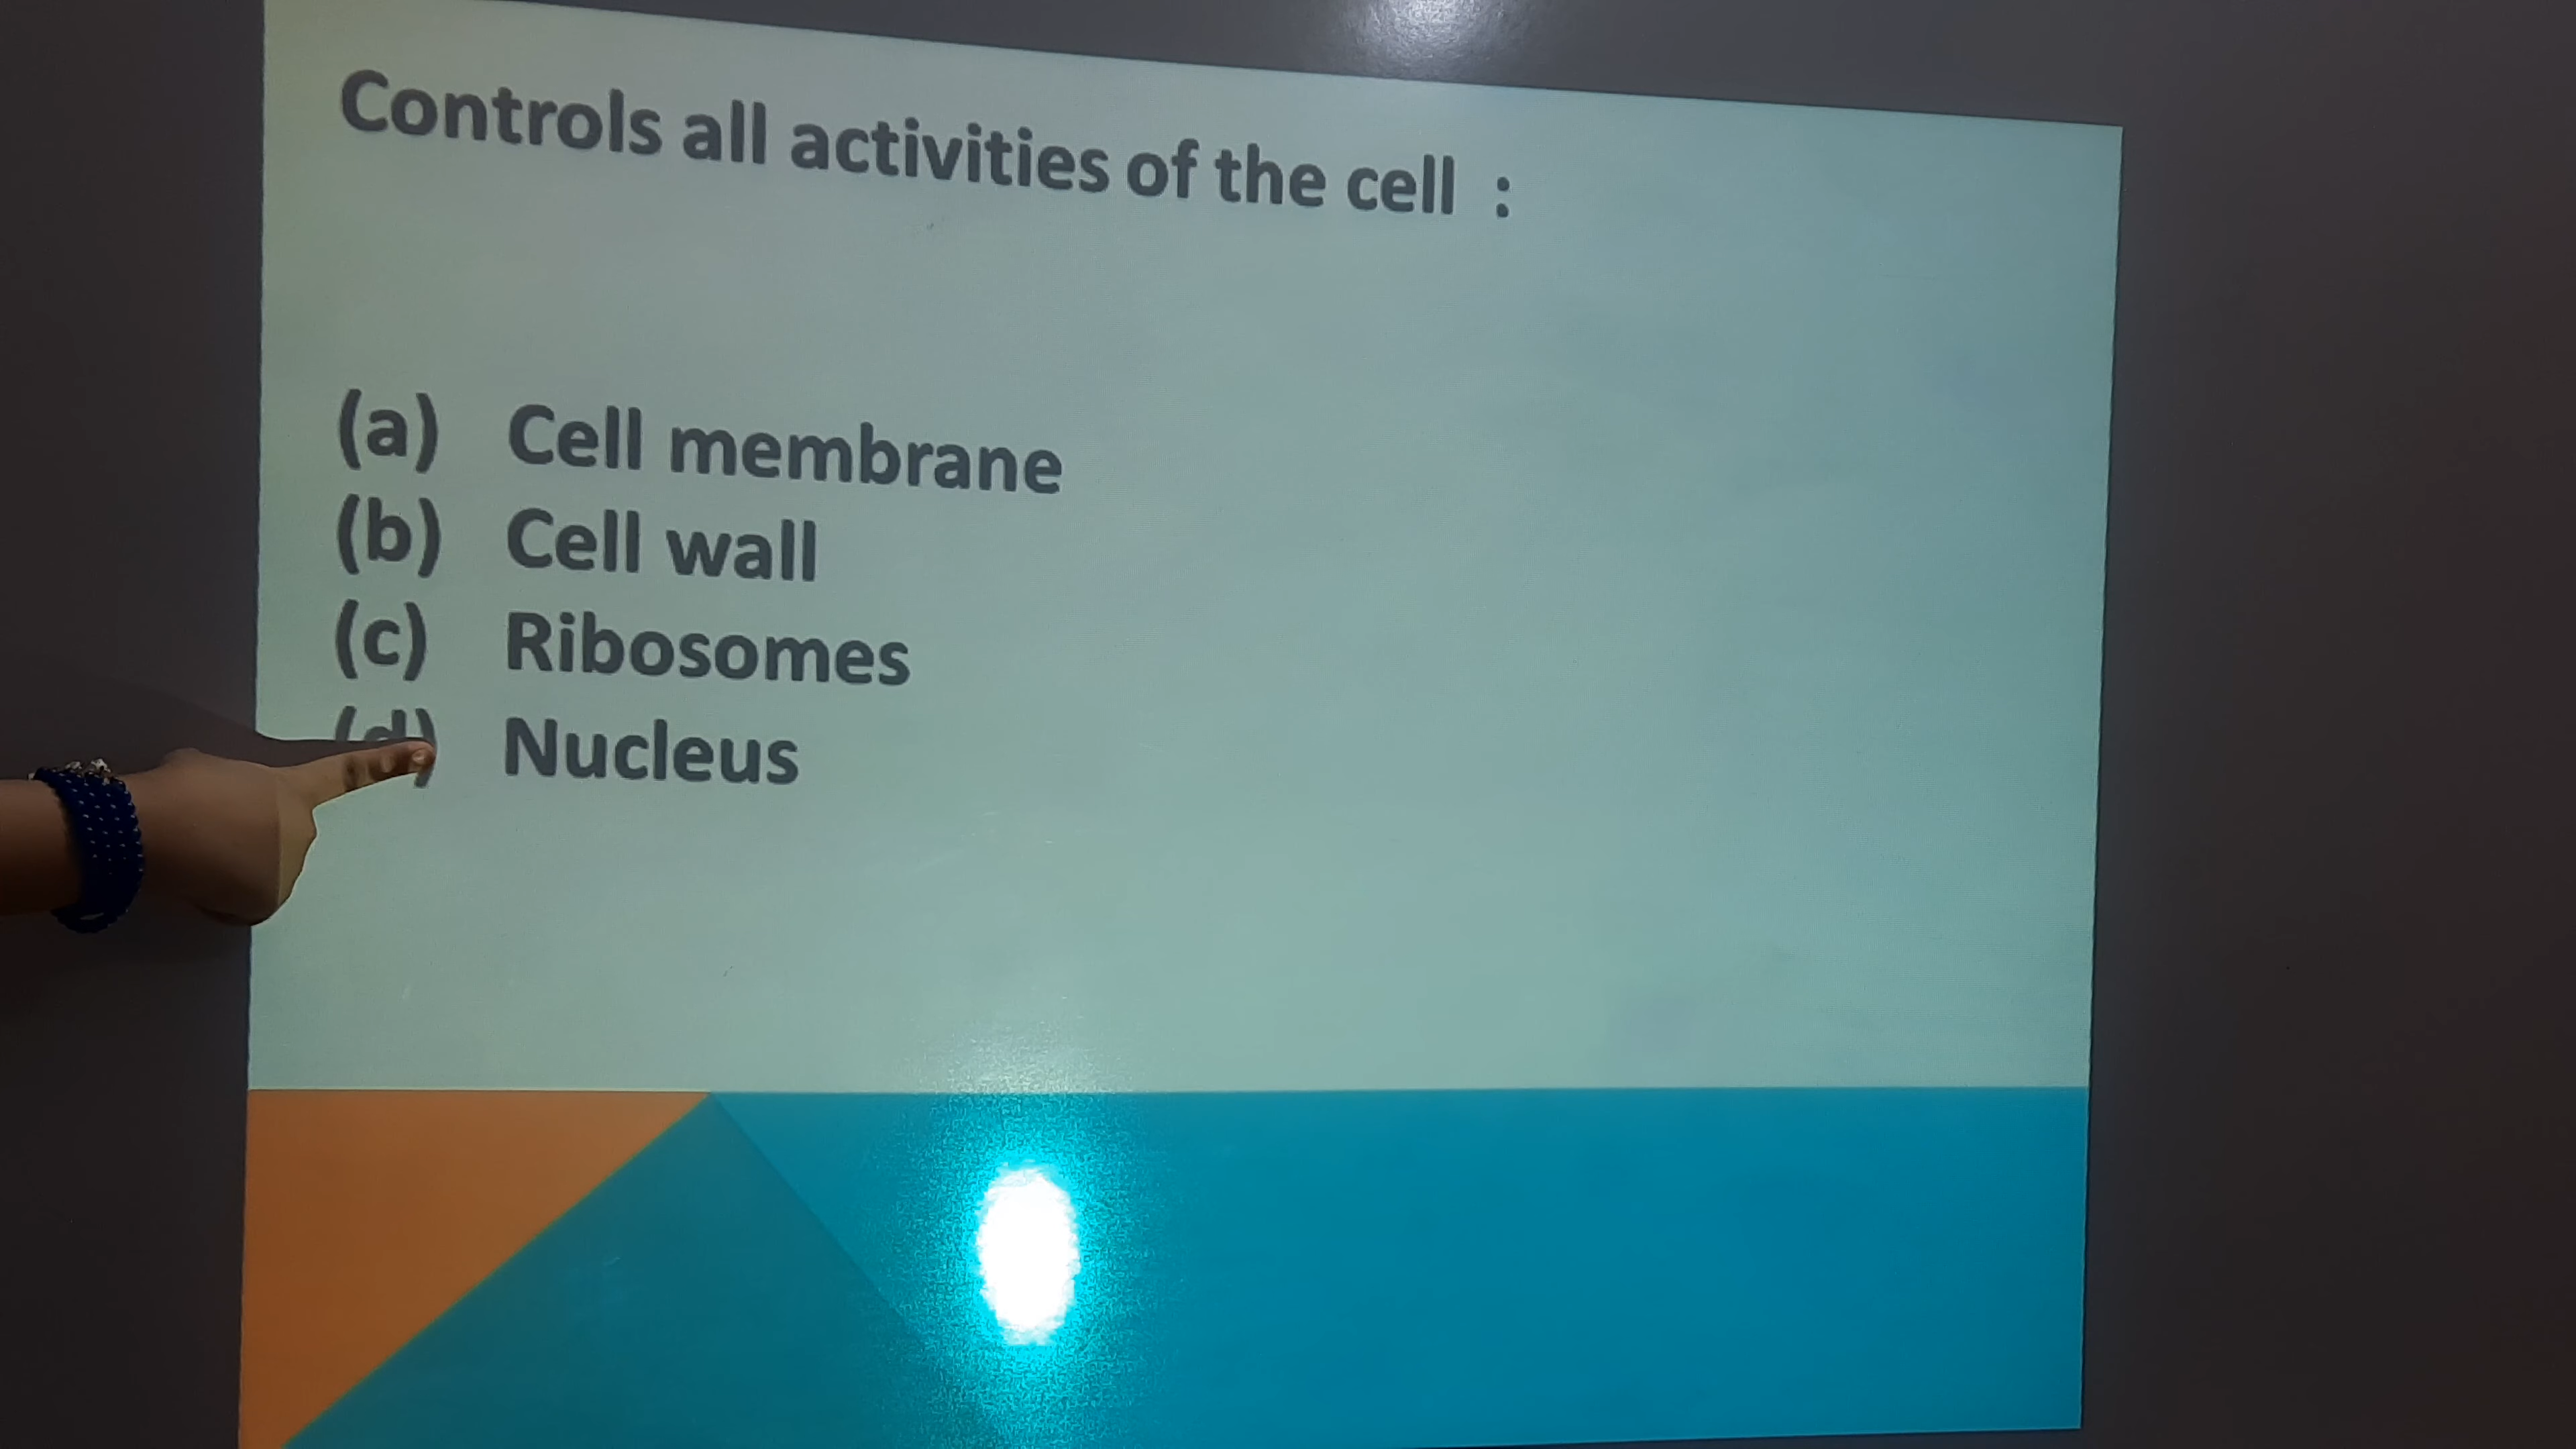 Controls all activities of the cell :
(a) Cell membrane
(b) Cell wall
(c) Ribosomes
(d) Nucleus